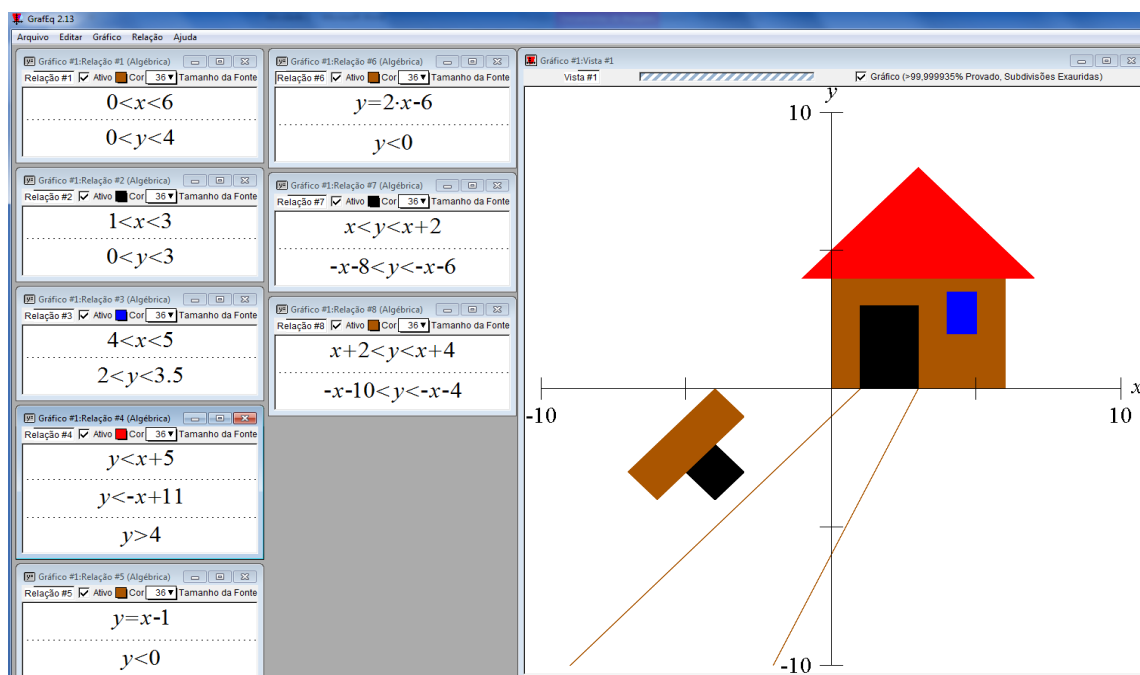 GrafEq 2.13
Arquivo Editar Gráfico Relação Ajuda
Gráfico #1:Relação #1 (Algébrica)
Relação #1 Ativo Cor 36 Tamanho da Fonte
0<x<6
0<y<4
Gráfico #1:Relação #2 (Algébrica)
Relação #2 Ativo Cor 36 Tamanho da Fonte
1<x<3
0<y<3
Gráfico #1:Relação #3 (Algébrica)
Relação #3 Ativo Cor 36 Tamanho da Fonte
4<x<5
2<y<3.5
Gráfico #1:Relação #4 (Algébrica)
Relação #4 Ativo Cor 36 Tamanho da Fonte
y<x+5
y<-x+11
y>4
Gráfico #1:Relação #5 (Algébrica)
Relação #5 Ativo Cor 36 Tamanho da Fonte
y=x-1
y<0
Gráfico #1:Relação #6 (Algébrica)
Relação #6 Ativo Cor 36 Tamanho da Fonte
y=2·x-6
y<0
Gráfico #1:Relação #7 (Algébrica)
Relação #7 Ativo Cor 36 Tamanho da Fonte
x<y<x+2
-x-8<y<-x-6
Gráfico #1:Relação #8 (Algébrica)
Relação #8 Ativo Cor 36 Tamanho da Fonte
x+2<y<x+4
-x-10<y<-x-4
Gráfico #1:Vista #1
Vista #1 Gráfico (>99,999935% Provado, Subdivisões Exauridas)
y
10
x
-10
10
-10